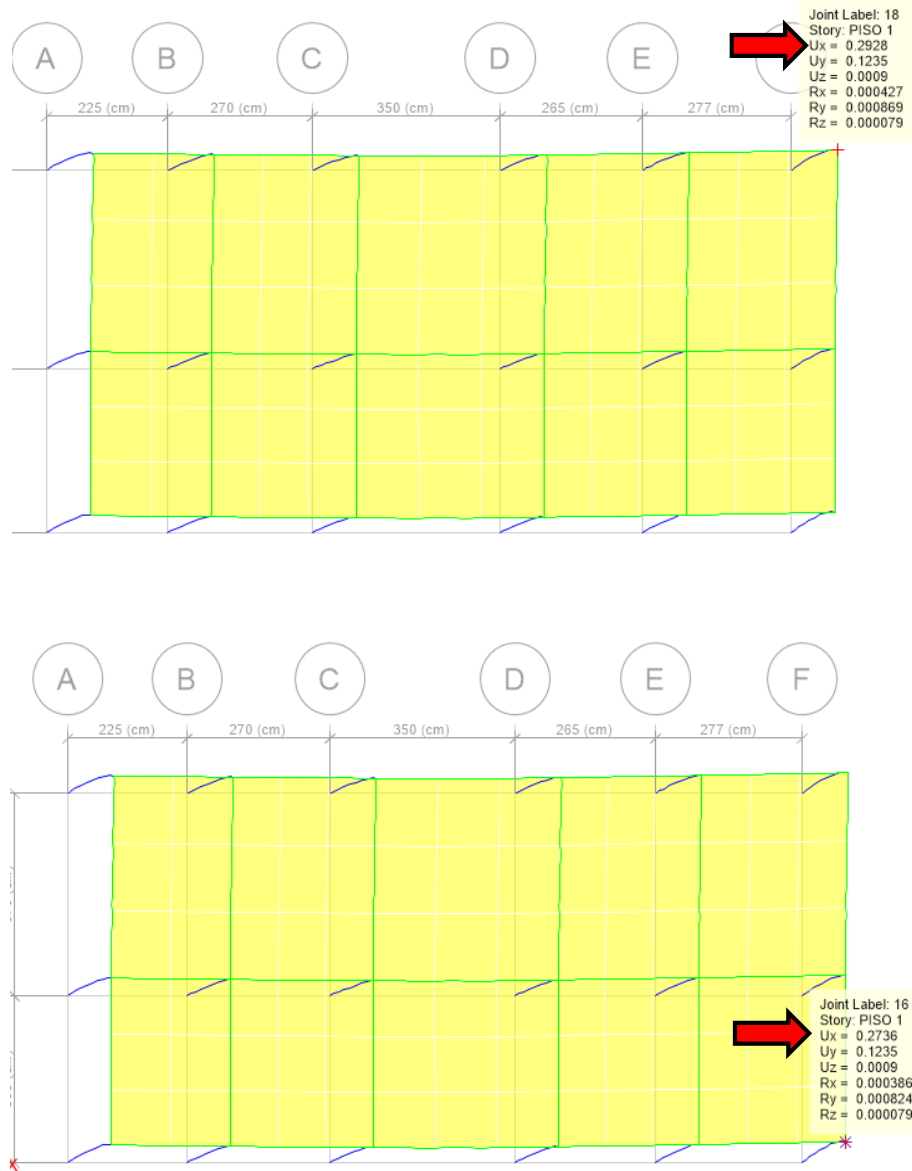 Joint Label: 18
Story: PISO 1
Ux = 0.2928
Uy = 0.1235
Uz = 0.0009
Rx = 0.000427
Ry = 0.000869
Rz = 0.000079
A B C D E
225 (cm) 270 (cm) 350 (cm) 265 (cm) 277 (cm)
A B C D E F
225 (cm) 270 (cm) 350 (cm) 265 (cm) 277 (cm)
Joint Label: 16
Story: PISO 1
Ux = 0.2736
Uy = 0.1235
Uz = 0.0009
Rx = 0.000386
Ry = 0.000824
Rz = 0.000079
X